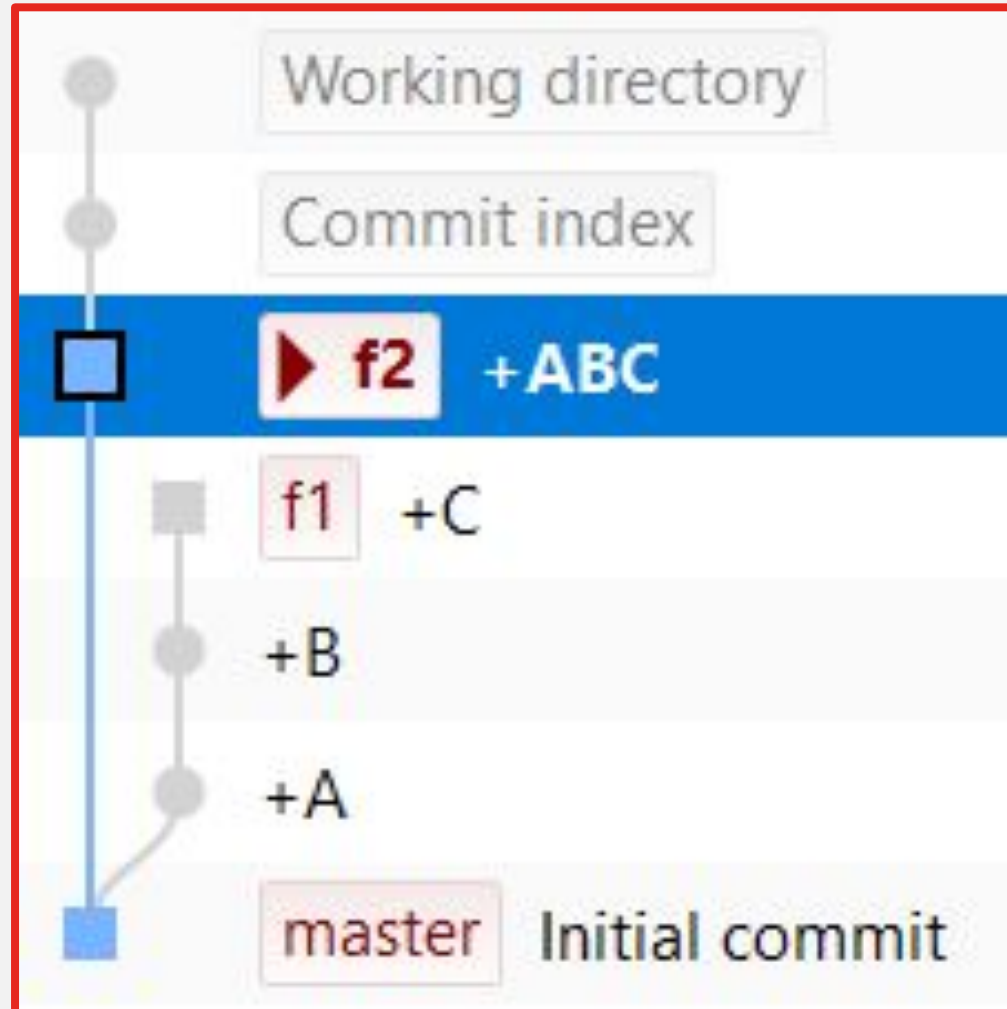 Working directory
Commit index
f2 +ABC
f1 +C
+B
+A
master Initial commit